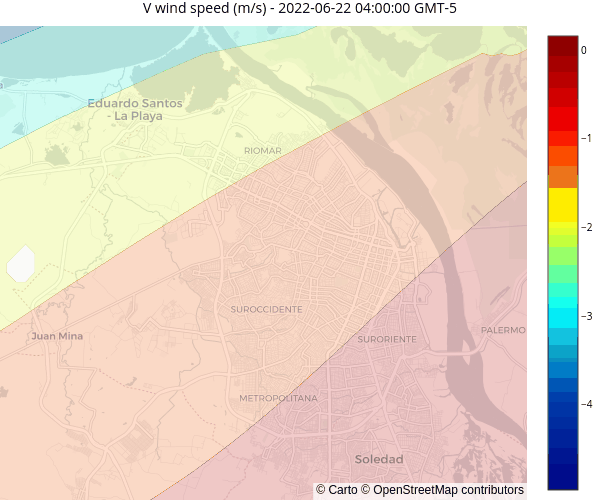 V wind speed (m/s) - 2022-06-22 04:00:00 GMT-5
Eduardo Santos
- La Playa
RIOMAR
SUROCCIDENTE
Juan Mina
SURORIENTE
PALERMO
METROPOLITANA
Soledad
© Carto © OpenStreetMap contributors
0
−1
−2
−3
−4